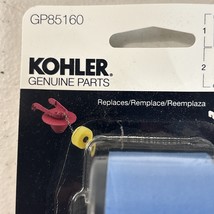 GP85160
KOHLER®
GENUINE PARTS
Replaces/Remplace/Reemplaza
1
2